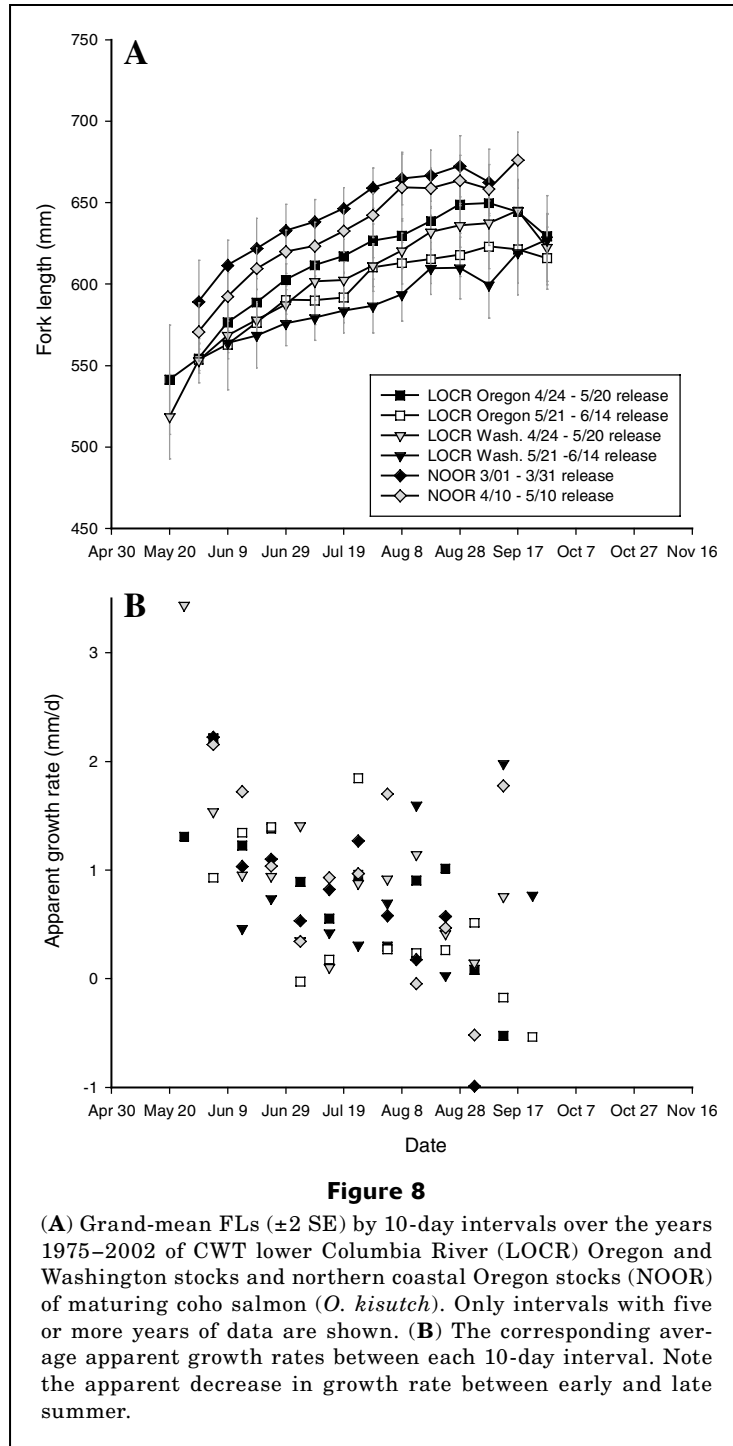 A
750
700
650
600
550
500
450
Fork length (mm)
LOCR Oregon 4/24 - 5/20 release
LOCR Oregon 5/21 - 6/14 release
LOCR Wash. 4/24 - 5/20 release
LOCR Wash. 5/21 -6/14 release
NOOR 3/01 - 3/31 release
NOOR 4/10 - 5/10 release
Apr 30 May 20 Jun 9 Jun 29 Jul 19 Aug 8 Aug 28 Sep 17 Oct 7 Oct 27 Nov 16
B
3
2
1
0
-1
Apparent growth rate (mm/d)
Apr 30 May 20 Jun 9 Jun 29 Jul 19 Aug 8 Aug 28 Sep 17 Oct 7 Oct 27 Nov 16
Date
Figure 8
(A) Grand-mean FLs (±2 SE) by 10-day intervals over the years
1975–2002 of CWT lower Columbia River (LOCR) Oregon and
Washington stocks and northern coastal Oregon stocks (NOOR)
of maturing coho salmon (O. kisutch). Only intervals with five
or more years of data are shown. (B) The corresponding aver-
age apparent growth rates between each 10-day interval. Note
the apparent decrease in growth rate between early and late
summer.